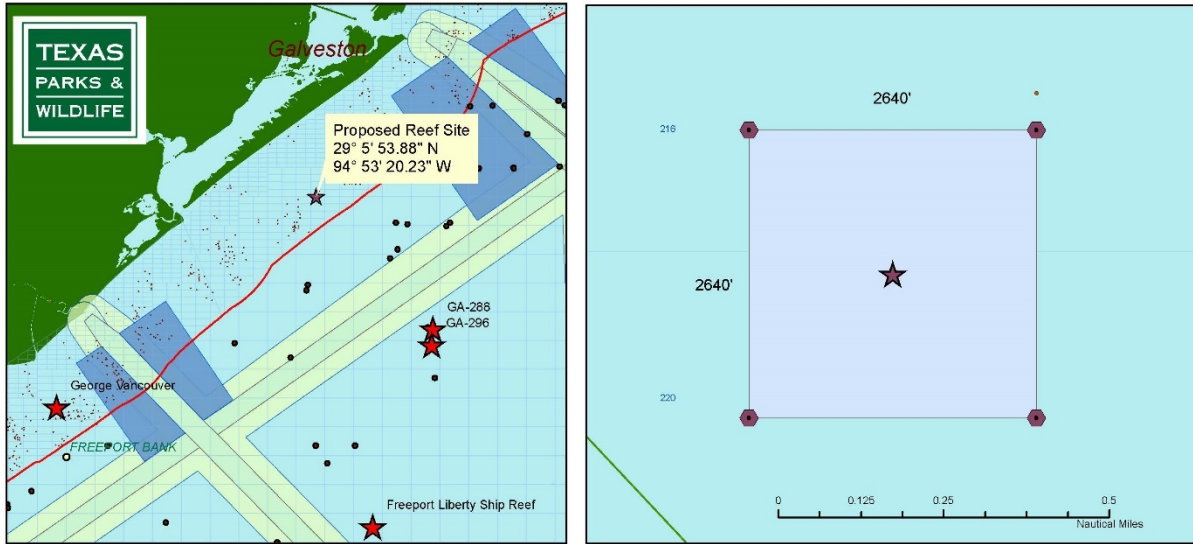 TEXAS
PARKS &
WILDLIFE
Galveston
Proposed Reef Site
29° 5' 53.88" N
94° 53' 20.23" W
GA-288
GA-296
George Vancouver
FREEPORT BANK
Freeport Liberty Ship Reef
2640'
216
2640'
220
0
0.125
0.25
0.5
Nautical Miles